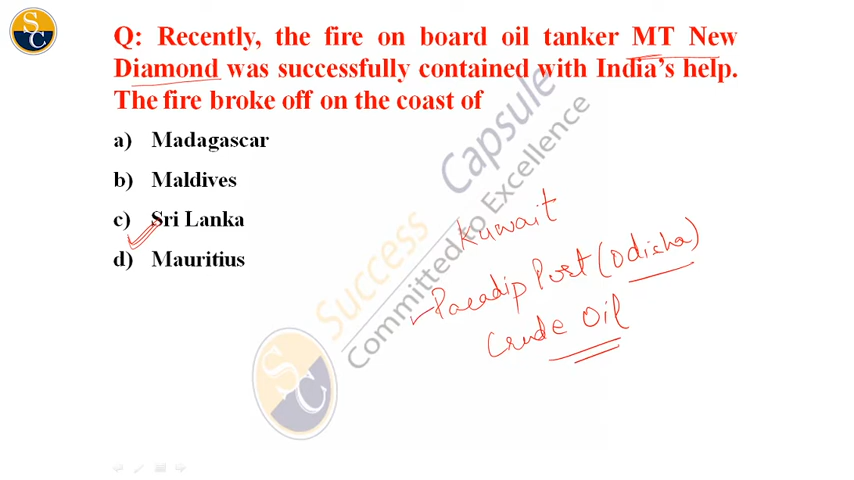 SC
Q: Recently, the fire on board oil tanker MT New
Diamond was successfully contained with India's help.
The fire broke off on the coast of
a) Madagascar
b) Maldives
c) Sri Lanka
d) Mauritius
Kuwait
Paradip Port (Odisha)
Crude Oil
Success Capsule
Committed to Excellence
SC